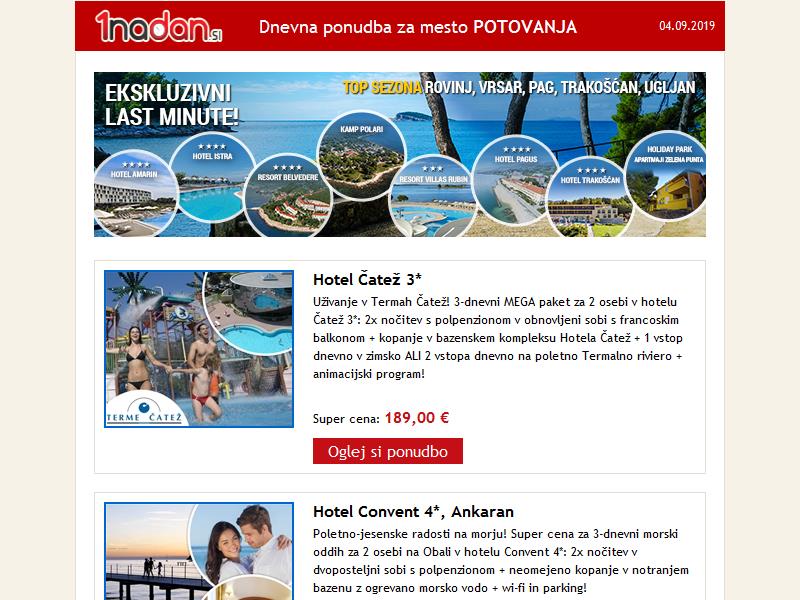 1nadan.si
Dnevna ponudba za mesto POTOVANJA
04.09.2019
EKSKLUZIVNI
LAST MINUTE!
TOP SEZONA ROVINJ, VRSAR, PAG, TRAKOŠĆAN, UGLJAN
★★★★
HOTEL AMARIN
★★★★
HOTEL ISTRA
★★★★
RESORT BELVEDERE
KAMP POLARI
★★★
RESORT VILLAS RUBIN
★★★★
HOTEL PAGUS
★★★★
HOTEL TRAKOŠĆAN
HOLIDAY PARK
APARTMAJI ZELENA PUNTA
TERME ČATEŽ
Hotel Čatež 3*
Uživanje v Termah Čatež! 3-dnevni MEGA paket za 2 osebi v hotelu
Čatež 3*: 2x nočitev s polpenzionom v obnovljeni sobi s francoskim
balkonom + kopanje v bazenskem kompleksu Hotela Čatež + 1 vstop
dnevno v zimsko ALI 2 vstopa dnevno na poletno Termalno riviero +
animacijski program!
Super cena: 189,00 €
Oglej si ponudbo
Hotel Convent 4*, Ankaran
Poletno-jesenske radosti na morju! Super cena za 3-dnevni morski
oddih za 2 osebi na Obali v hotelu Convent 4*: 2x nočitev v
dvoposteljni sobi s polpenzionom + neomejeno kopanje v notranjem
bazenu z ogrevano morsko vodo + wi-fi in parking!